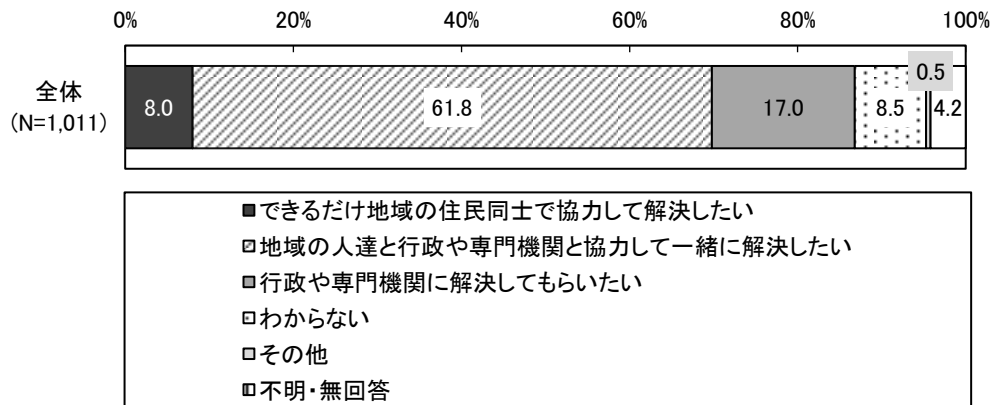 0% 20% 40% 60% 80% 100%
全体
(N=1,011)
8.0 61.8 17.0 8.5 0.5 4.2
■できるだけ地域の住民同士で協力して解決したい
地域の人達と行政や専門機関と協力して一緒に解決したい
行政や専門機関に解決してもらいたい
わからない
その他
不明・無回答